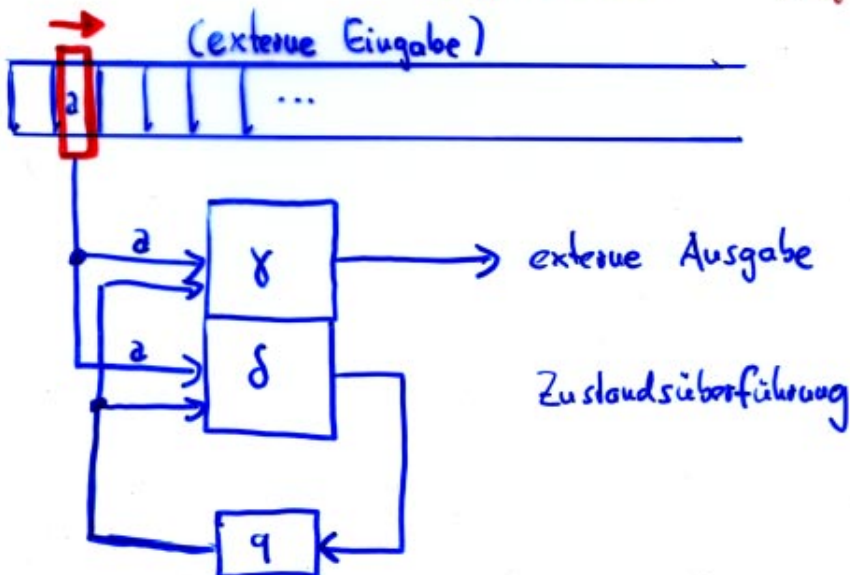 (externe Eingabe)
a
...
a
γ
externe Ausgabe
a
δ
Zustandsüberführung
q